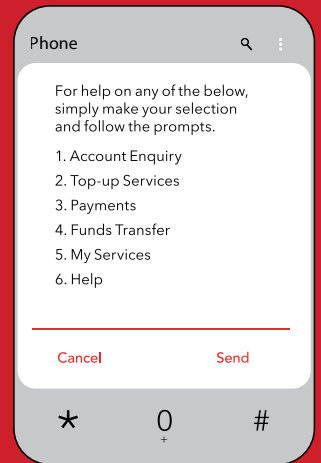 Phone
For help on any of the below,
simply make your selection
and follow the prompts.
1. Account Enquiry
2. Top-up Services
3. Payments
4. Funds Transfer
5. My Services
6. Help
Cancel Send
* 0 #
+